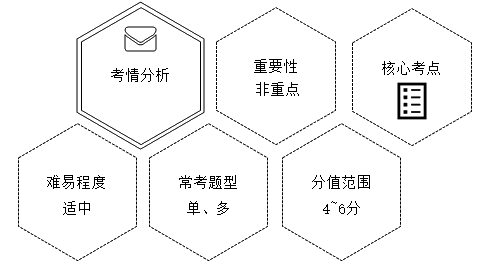 考情分析
重要性
非重点
核心考点
难易程度
适中
常考题型
单、多
分值范围
4~6分